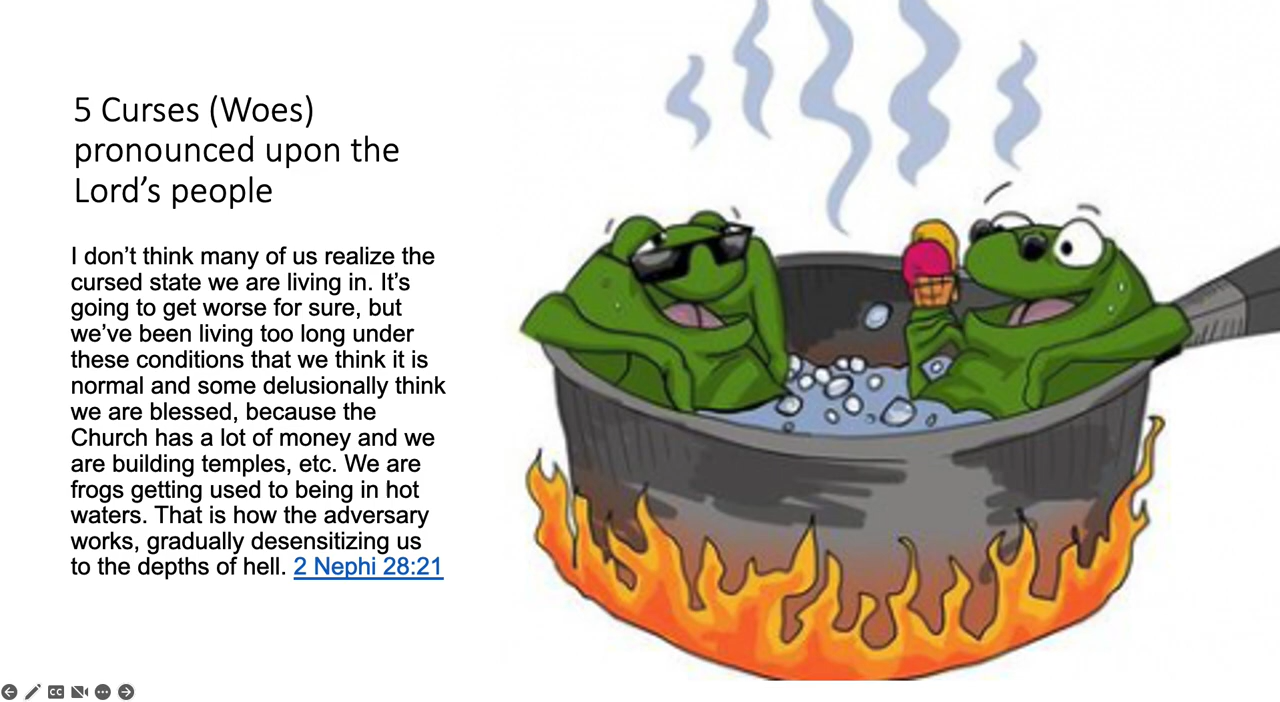 5 Curses (Woes)
pronounced upon the
Lord’s people
I don’t think many of us realize the
cursed state we are living in. It’s
going to get worse for sure, but
we’ve been living too long under
these conditions that we think it is
normal and some delusionally think
we are blessed, because the
Church has a lot of money and we
are building temples, etc. We are
frogs getting used to being in hot
waters. That is how the adversary
works, gradually desensitizing us
to the depths of hell. 2 Nephi 28:21
CC